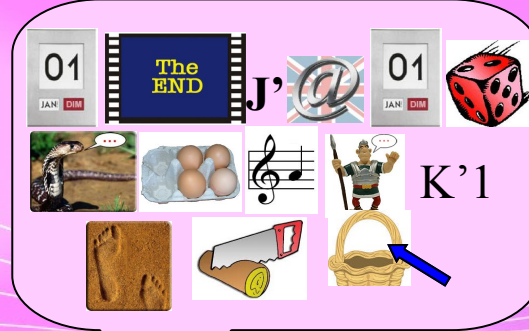 01 The 01
JAN DIM END J’ @ JAN DIM
... ...
K’1
@